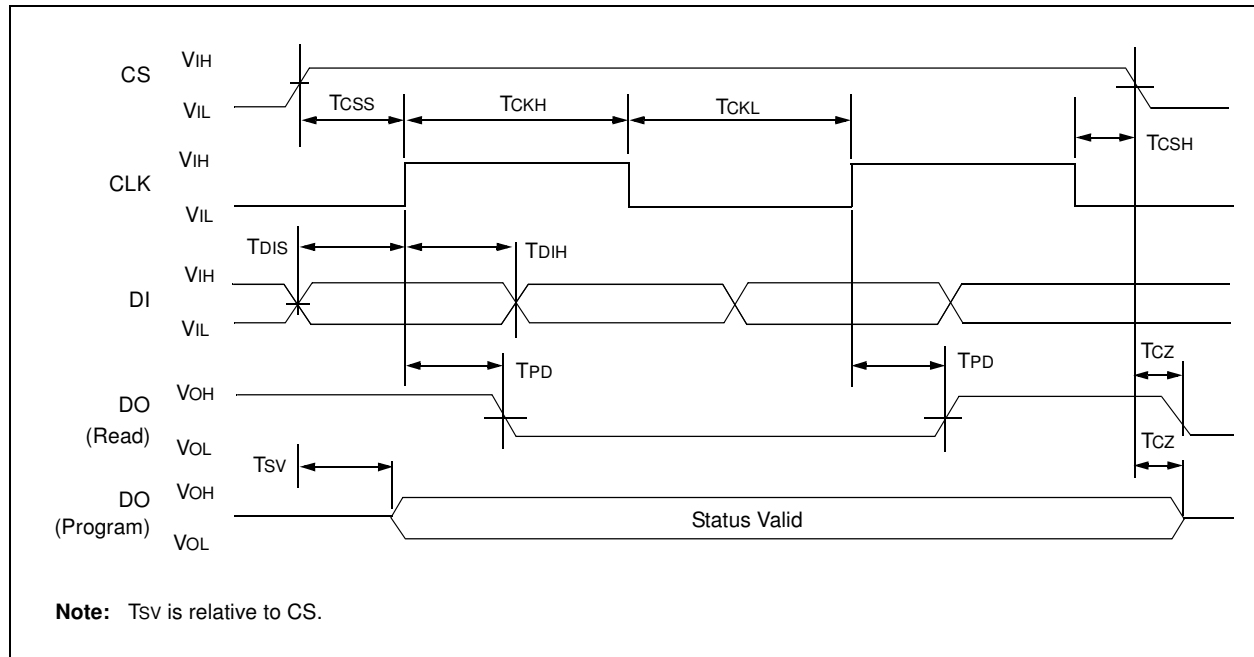 CS
VIH
VIL
TCSS
TCKH
TCKL
TCSH
CLK
VIH
VIL
TDIS
TDIH
DI
VIH
VIL
TPD
TPD
TCZ
DO
(Read)
VOH
VOL
TCZ
TSV
DO
(Program)
VOH
VOL
Status Valid
Note: TSV is relative to CS.